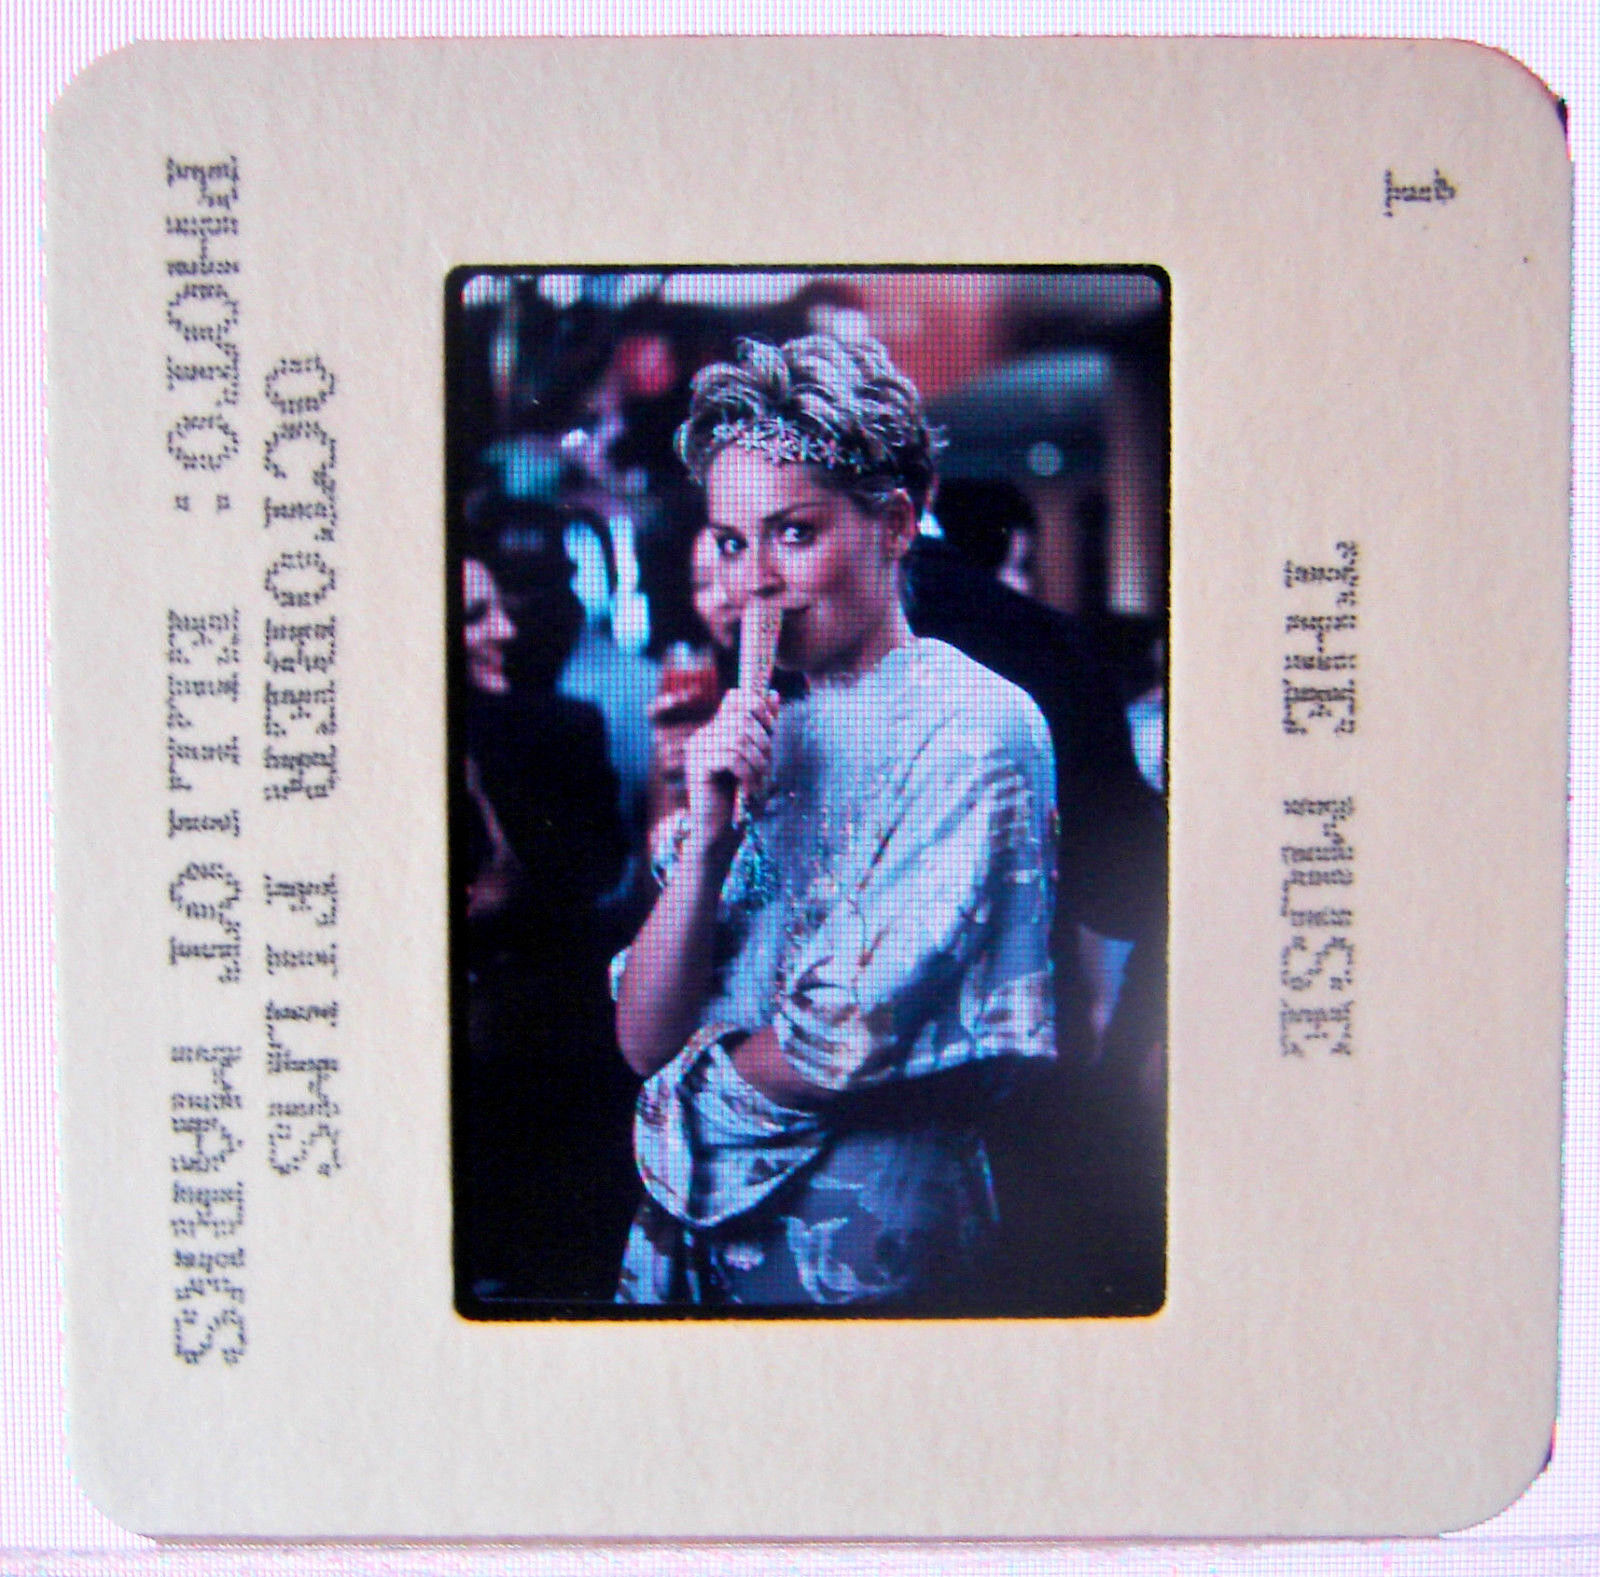 1
THE MUSE
OCTOBER FILMS
PHOTO: ELLIOT MARKS